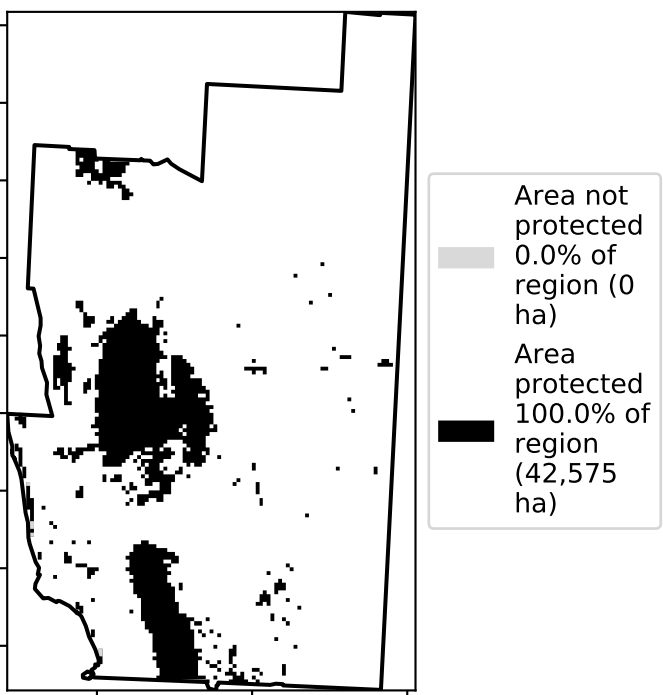 Area not
protected
0.0% of
region (0
ha)
Area
protected
100.0% of
region
(42,575
ha)